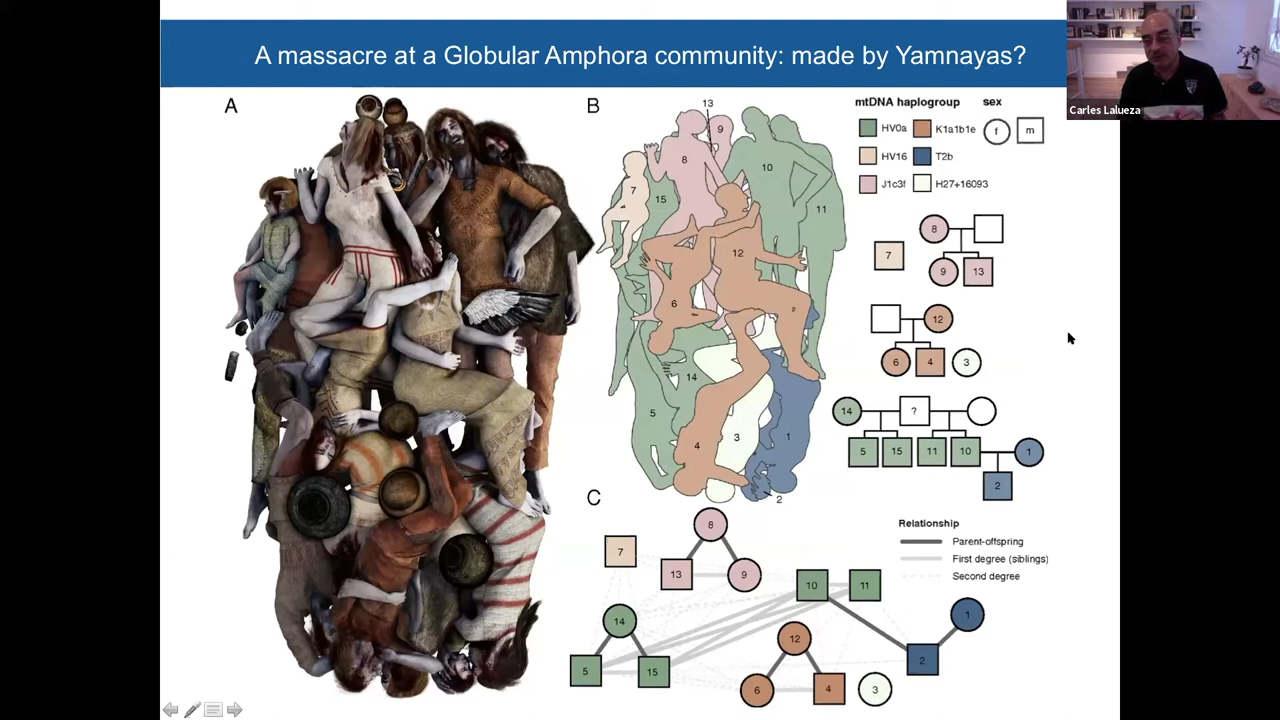 A massacre at a Globular Amphora community: made by Yamnayas?
Carles Lalueza
A
B
13
9
8
10
7
15
11
12
6
14
5
4
3
1
2
mtDNA haplogroup sex
HV0a K1a1b1e f m
HV16 T2b
J1c3f H27+16093
8
7
9 13
12
6 4 3
14 ?
5 15 11 10 1
2
C
8
7
13 9
10 11
14
12
1
5 15
2
6 4 3
Relationship
Parent-offspring
First degree (siblings)
Second degree